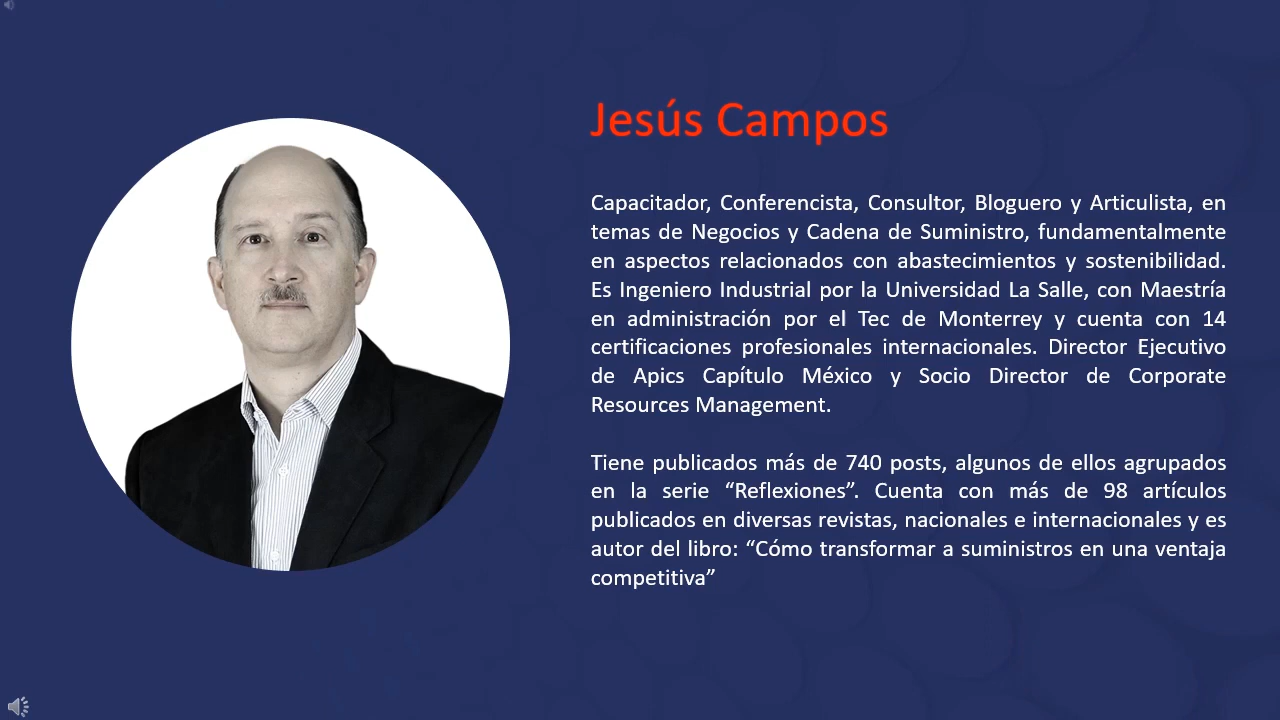 Jesús Campos
Capacitador, Conferencista, Consultor, Bloguero y Articulista, en
temas de Negocios y Cadena de Suministro, fundamentalmente
en aspectos relacionados con abastecimientos y sostenibilidad.
Es Ingeniero Industrial por la Universidad La Salle, con Maestría
en administración por el Tec de Monterrey y cuenta con 14
certificaciones profesionales internacionales. Director Ejecutivo
de Apics Capítulo México y Socio Director de Corporate
Resources Management.
Tiene publicados más de 740 posts, algunos de ellos agrupados
en la serie “Reflexiones”. Cuenta con más de 98 artículos
publicados en diversas revistas, nacionales e internacionales y es
autor del libro: “Cómo transformar a suministros en una ventaja
competitiva”